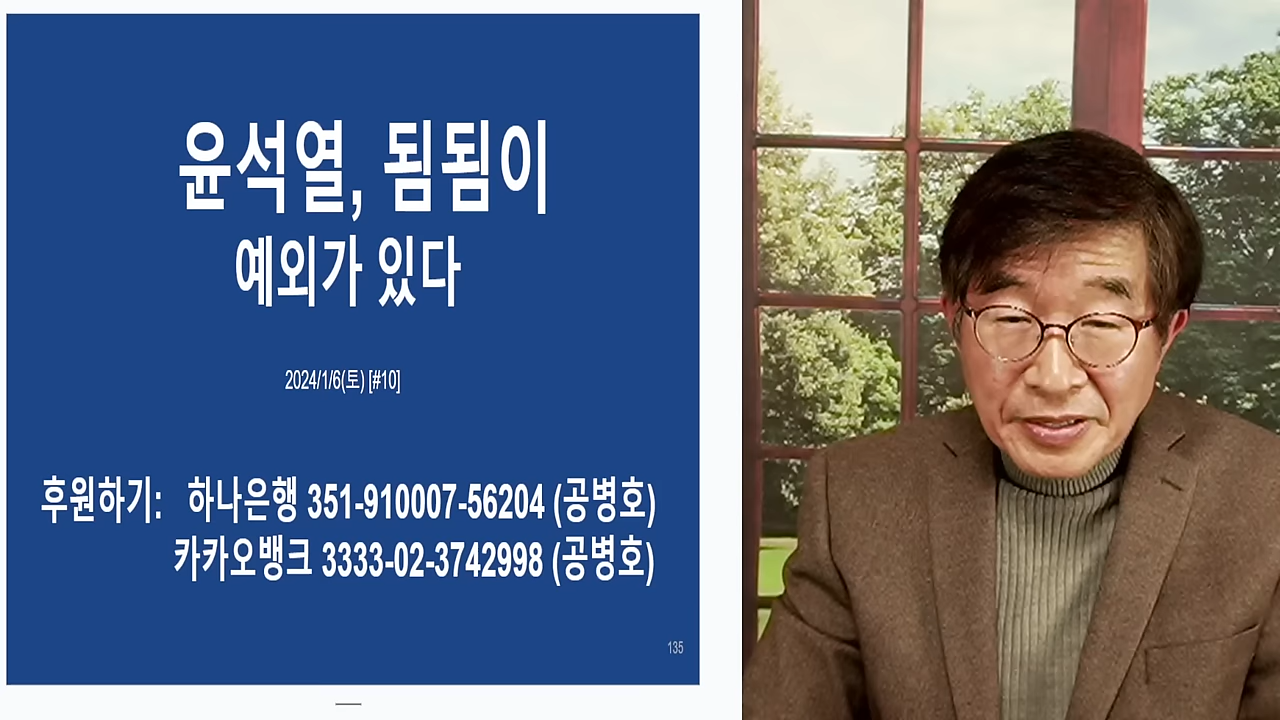 윤석열, 됨됨이
예외가 있다
2024/1/6(토) [#10]
후원하기: 하나은행 351-910007-56204 (공병호)
카카오뱅크 3333-02-3742998 (공병호)
135